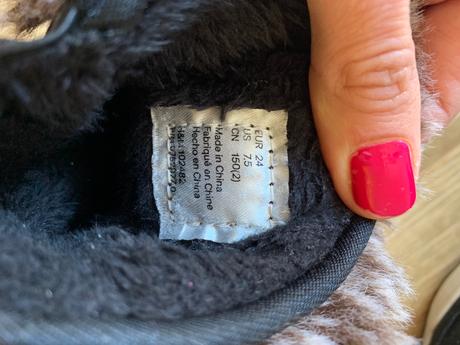 EUR 24
US 7.5
CN 150(2)
Made in China
Fabriqué en Chine
Hecho en China